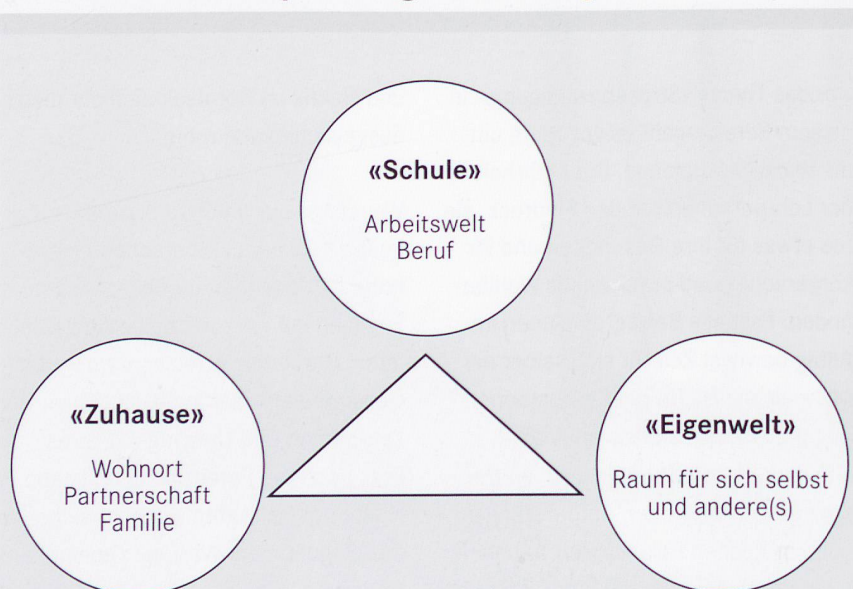 «Schule»
Arbeitswelt
Beruf
«Zuhause»
Wohnort
Partnerschaft
Familie
«Eigenwelt»
Raum für sich selbst
und andere(s)